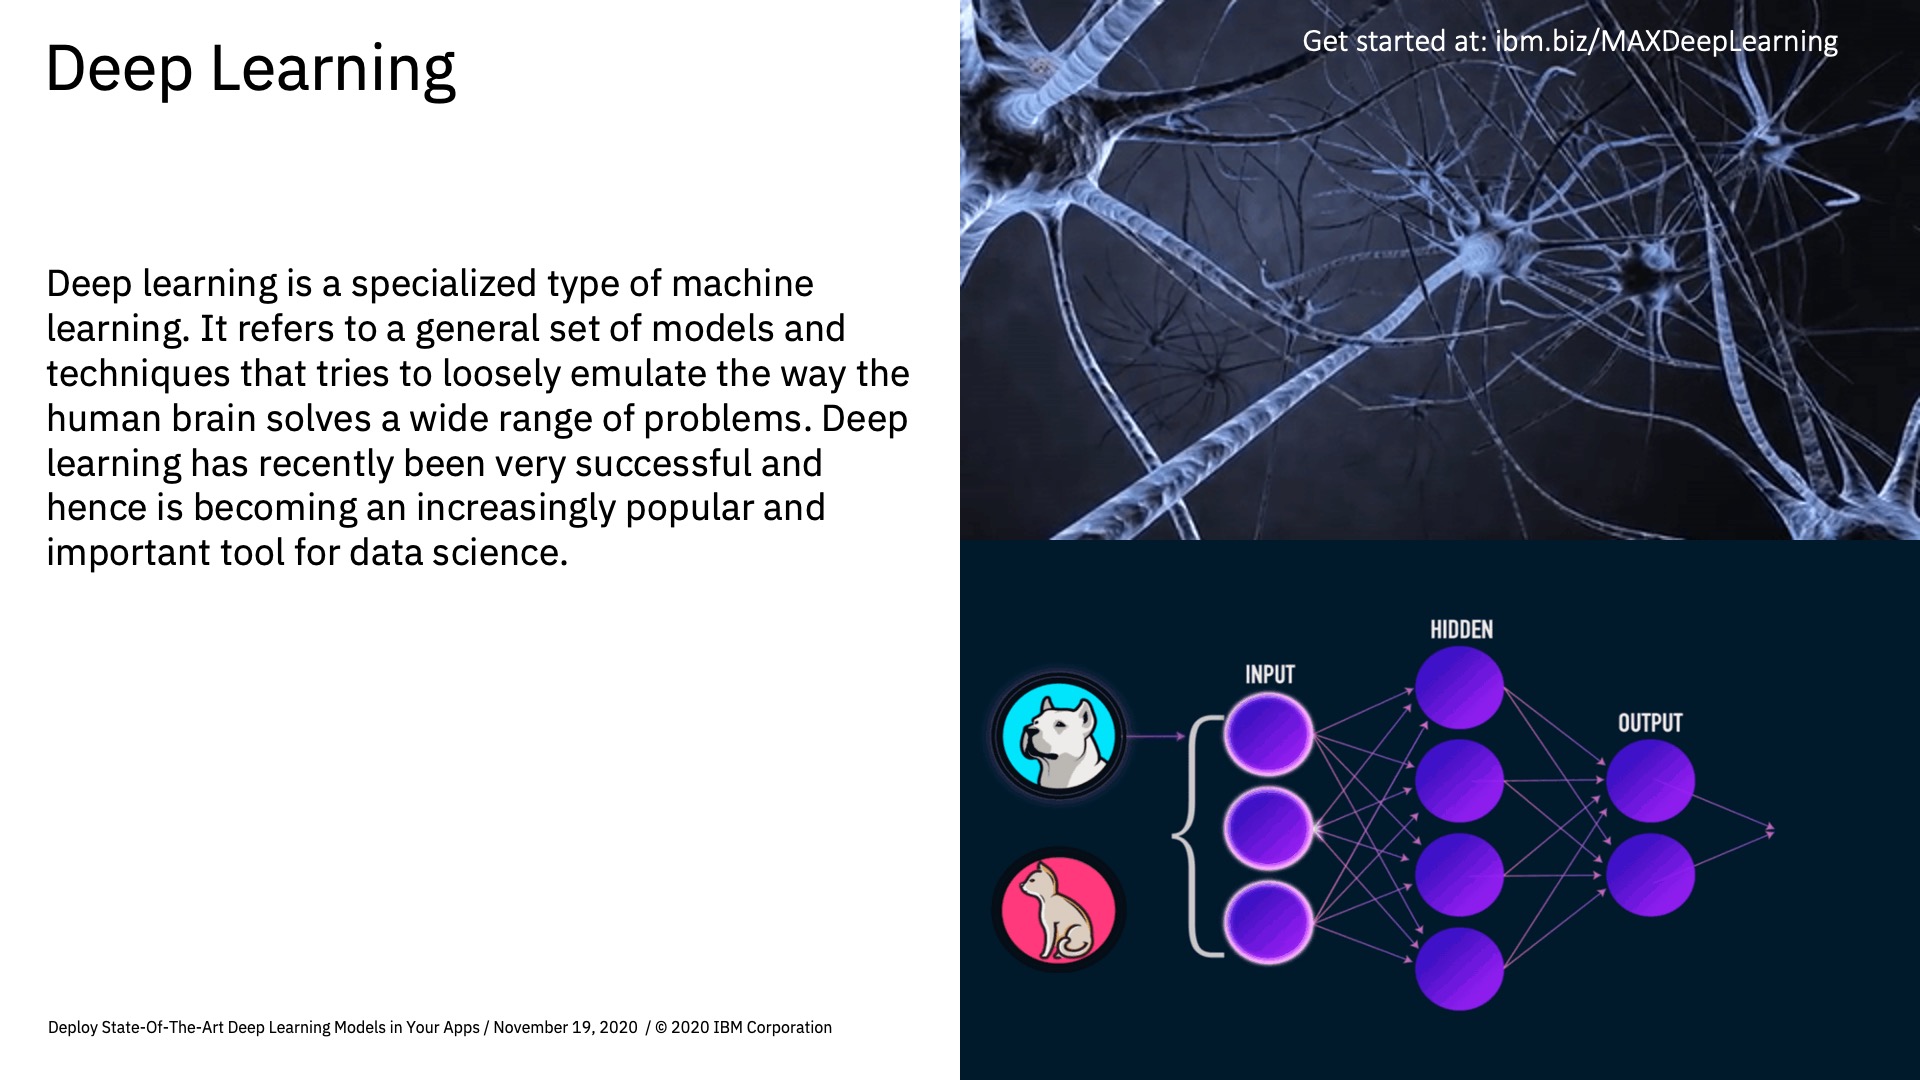 Deep Learning
Get started at: ibm.biz/MAXDeepLearning
Deep learning is a specialized type of machine
learning. It refers to a general set of models and
techniques that tries to loosely emulate the way the
human brain solves a wide range of problems. Deep
learning has recently been very successful and
hence is becoming an increasingly popular and
important tool for data science.
HIDDEN
INPUT
OUTPUT
Deploy State-Of-The-Art Deep Learning Models in Your Apps / November 19, 2020 / © 2020 IBM Corporation